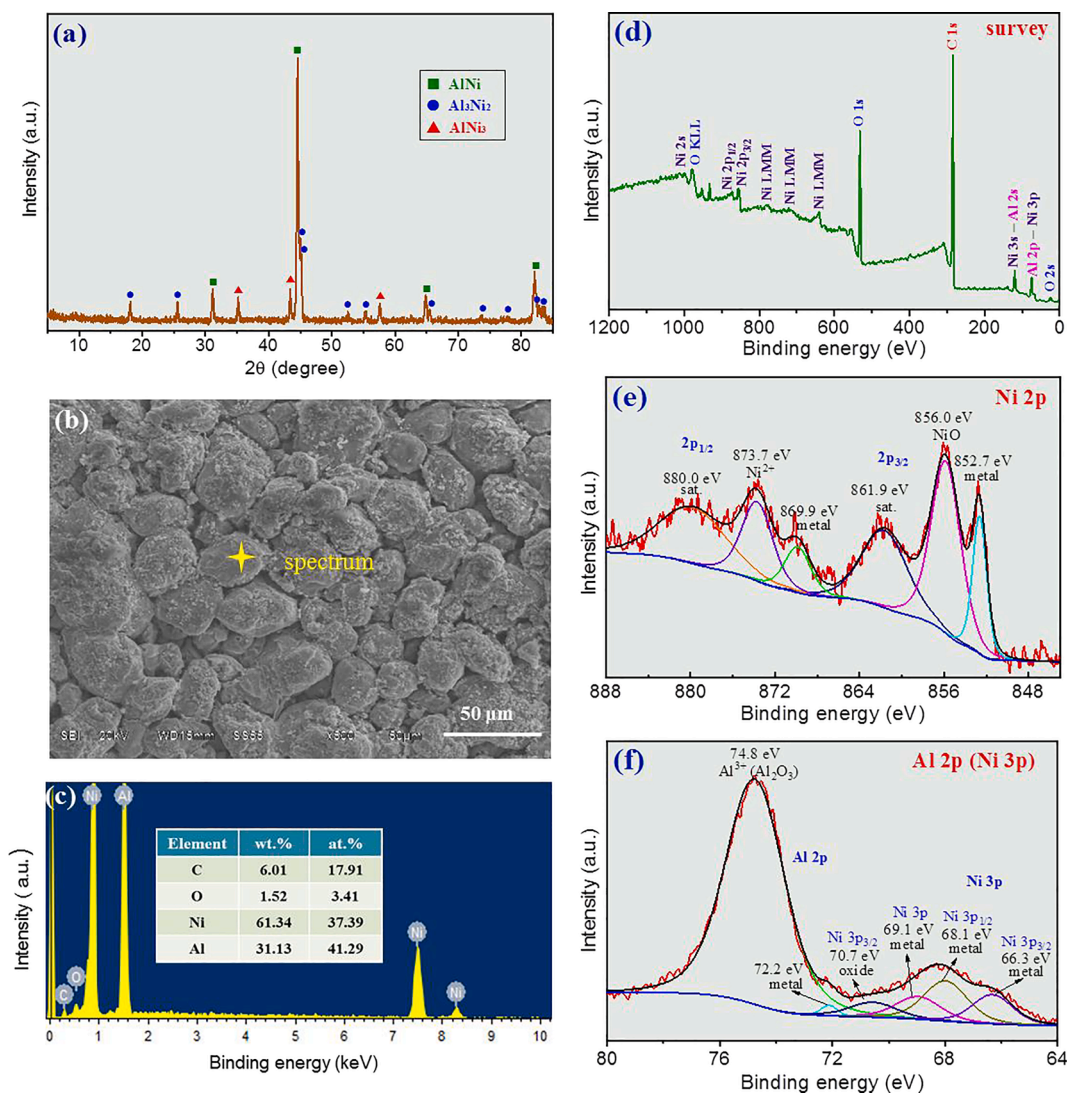 (a)
AlNi
Al₃Ni₂
AlNi₃
Intensity (a.u.)
10 20 30 40 50 60 70 80
2θ (degree)
(b)
spectrum
50 μm
SEI 20kV WD15mm SS55 x500 50μm
(c)
Ni Al
O
C
Ni
Ni
Element wt.% at.%
C 6.01 17.91
O 1.52 3.41
Ni 61.34 37.39
Al 31.13 41.29
Intensity ( a.u.)
0 1 2 3 4 5 6 7 8 9 10
Binding energy (keV)
(d)
survey
Ni 2s
O KLL
Ni 2p₁/₂
Ni 2p₃/₂
Ni LMM
Ni LMM
Ni LMM
O 1s
C 1s
Ni 3s – Al 2s
Al 2p – Ni 3p
O 2s
Intensity (a.u.)
1200 1000 800 600 400 200 0
Binding energy (eV)
(e)
Ni 2p
2p₁/₂
880.0 eV
sat.
873.7 eV
Ni²⁺
869.9 eV
metal
2p₃/₂
861.9 eV
sat.
856.0 eV
NiO
852.7 eV
metal
Intensity (a.u.)
888 880 872 864 856 848
Binding energy (eV)
(f)
Al 2p (Ni 3p)
74.8 eV
Al³⁺ (Al₂O₃)
Al 2p
Ni 3p
72.2 eV
metal
Ni 3p₃/₂
70.7 eV
oxide
Ni 3p
69.1 eV
metal
Ni 3p₁/₂
68.1 eV
metal
Ni 3p₃/₂
66.3 eV
metal
Intensity (a.u.)
80 76 72 68 64
Binding energy (eV)